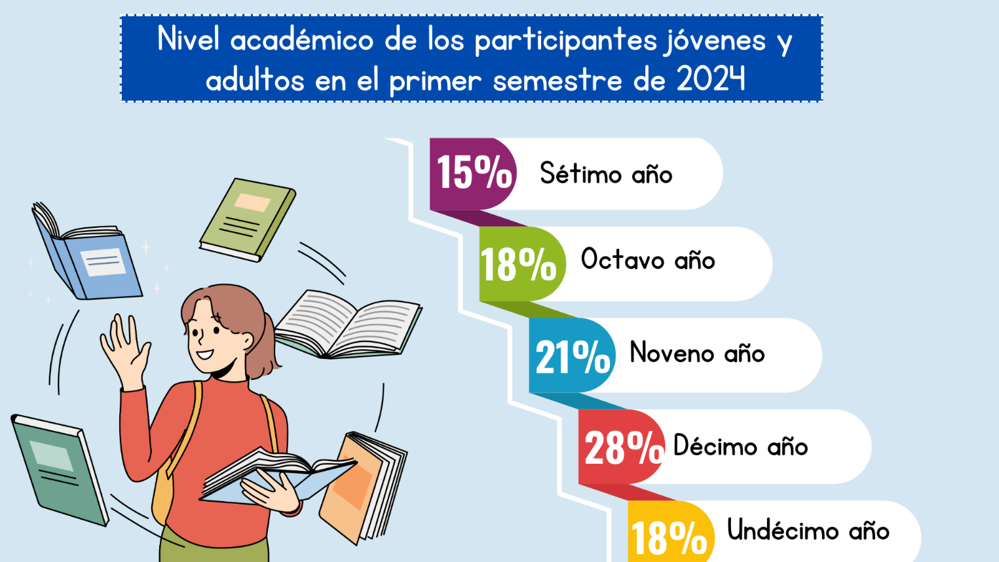 Nivel académico de los participantes jóvenes y
adultos en el primer semestre de 2024
15% Sétimo año
18% Octavo año
21% Noveno año
28% Décimo año
18% Undécimo año